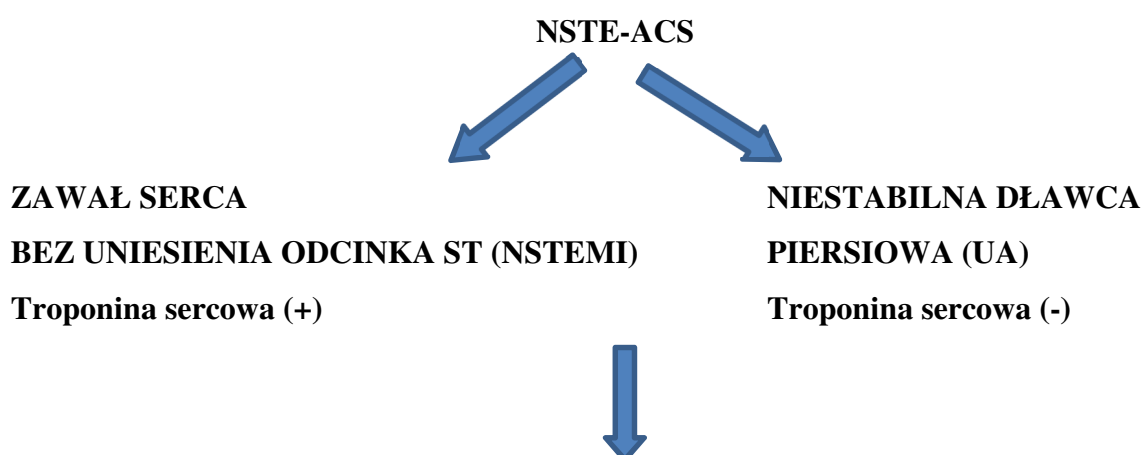 NSTE-ACS
ZAWAŁ SERCA
BEZ UNIESIENIA ODCINKA ST (NSTEMI)
Troponina sercowa (+)
NIESTABILNA DŁAWCA
PIERSIOWA (UA)
Troponina sercowa (-)